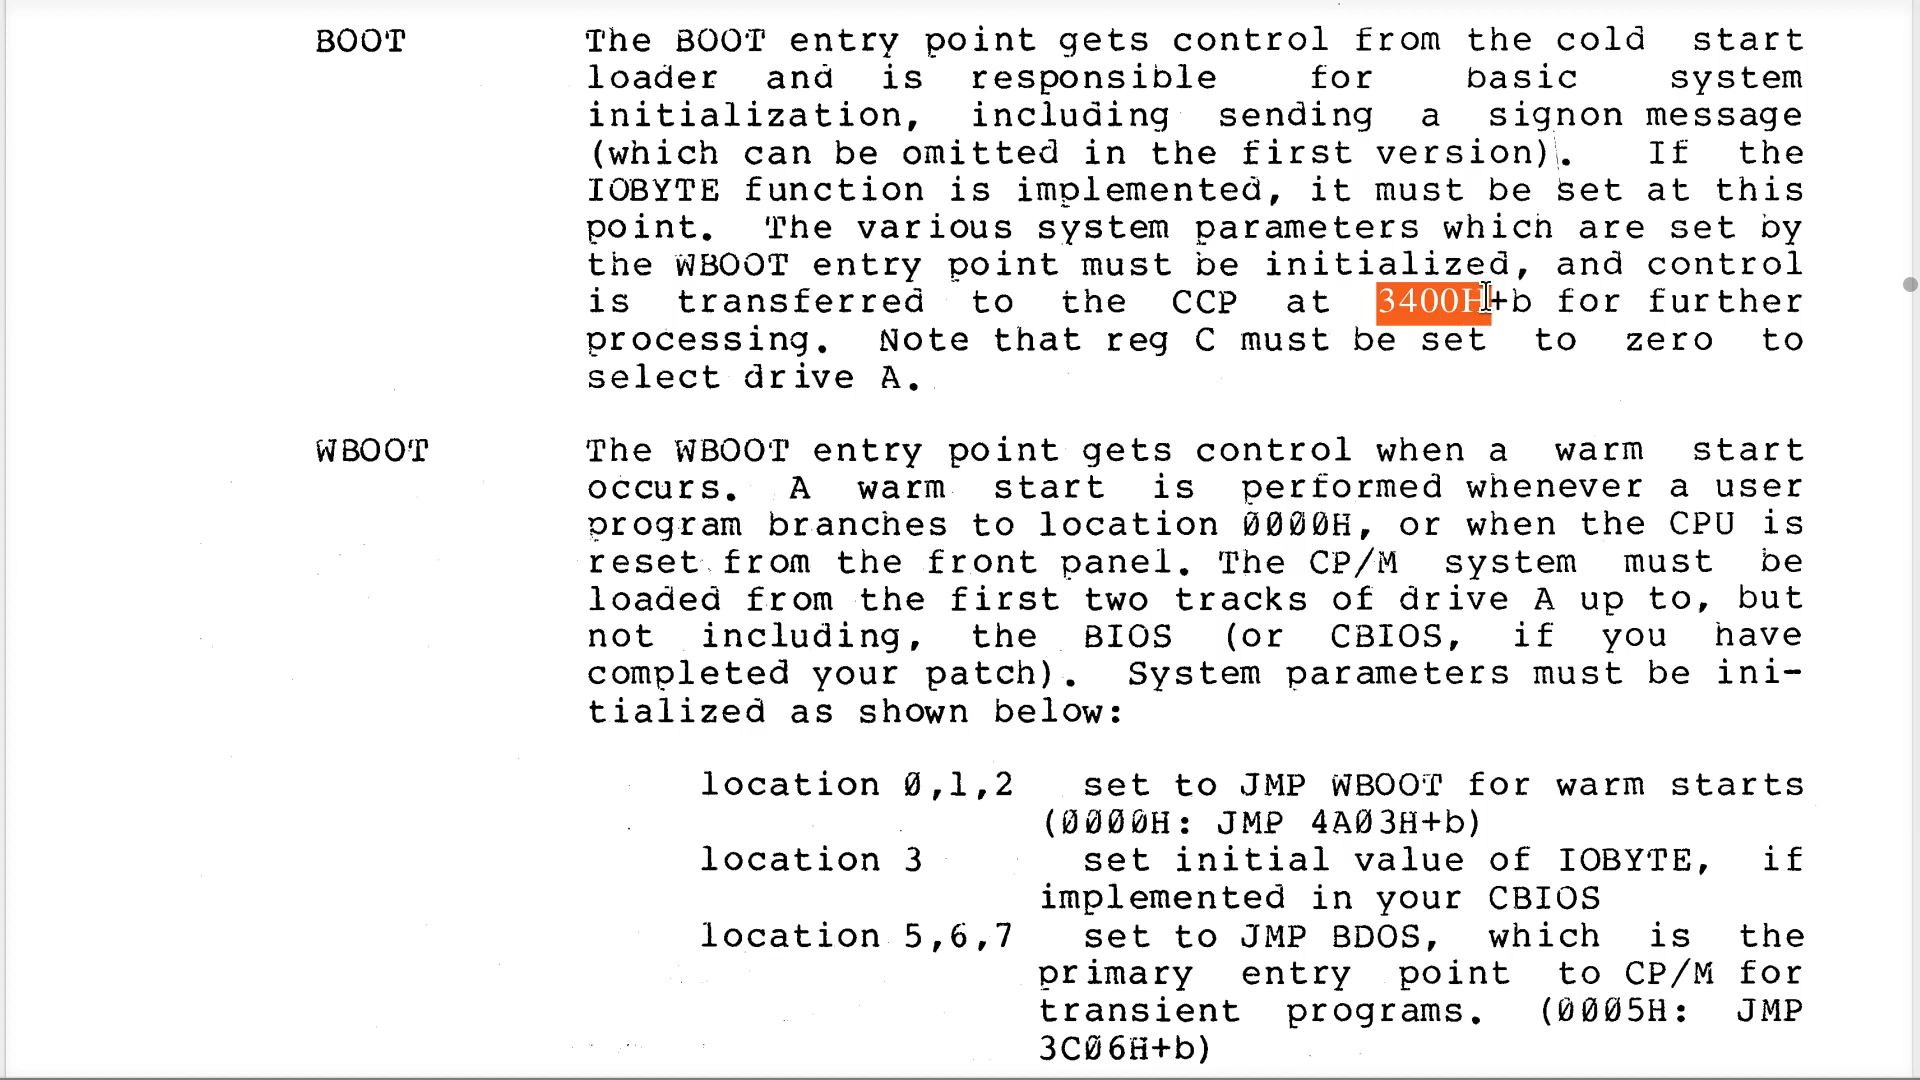 BOOT The BOOT entry point gets control from the cold start
loader and is responsible for basic system
initialization, including sending a signon message
(which can be omitted in the first version). If the
IOBYTE function is implemented, it must be set at this
point. The various system parameters which are set by
the WBOOT entry point must be initialized, and control
is transferred to the CCP at 3400H+b for further
processing. Note that reg C must be set to zero to
select drive A.
WBOOT The WBOOT entry point gets control when a warm start
occurs. A warm start is performed whenever a user
program branches to location 0000H, or when the CPU is
reset from the front panel. The CP/M system must be
loaded from the first two tracks of drive A up to, but
not including, the BIOS (or CBIOS, if you have
completed your patch). System parameters must be ini-
tialized as shown below:
location 0,1,2 set to JMP WBOOT for warm starts
(0000H: JMP 4A03H+b)
location 3 set initial value of IOBYTE, if
implemented in your CBIOS
location 5,6,7 set to JMP BDOS, which is the
primary entry point to CP/M for
transient programs. (0005H: JMP
3C06H+b)